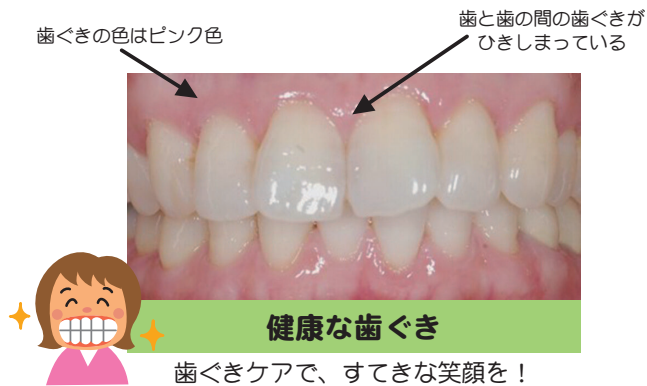 歯ぐきの色はピンク色
歯と歯の間の歯ぐきが
ひきしまっている
健康な歯ぐき
歯ぐきケアで、すてきな笑顔を！